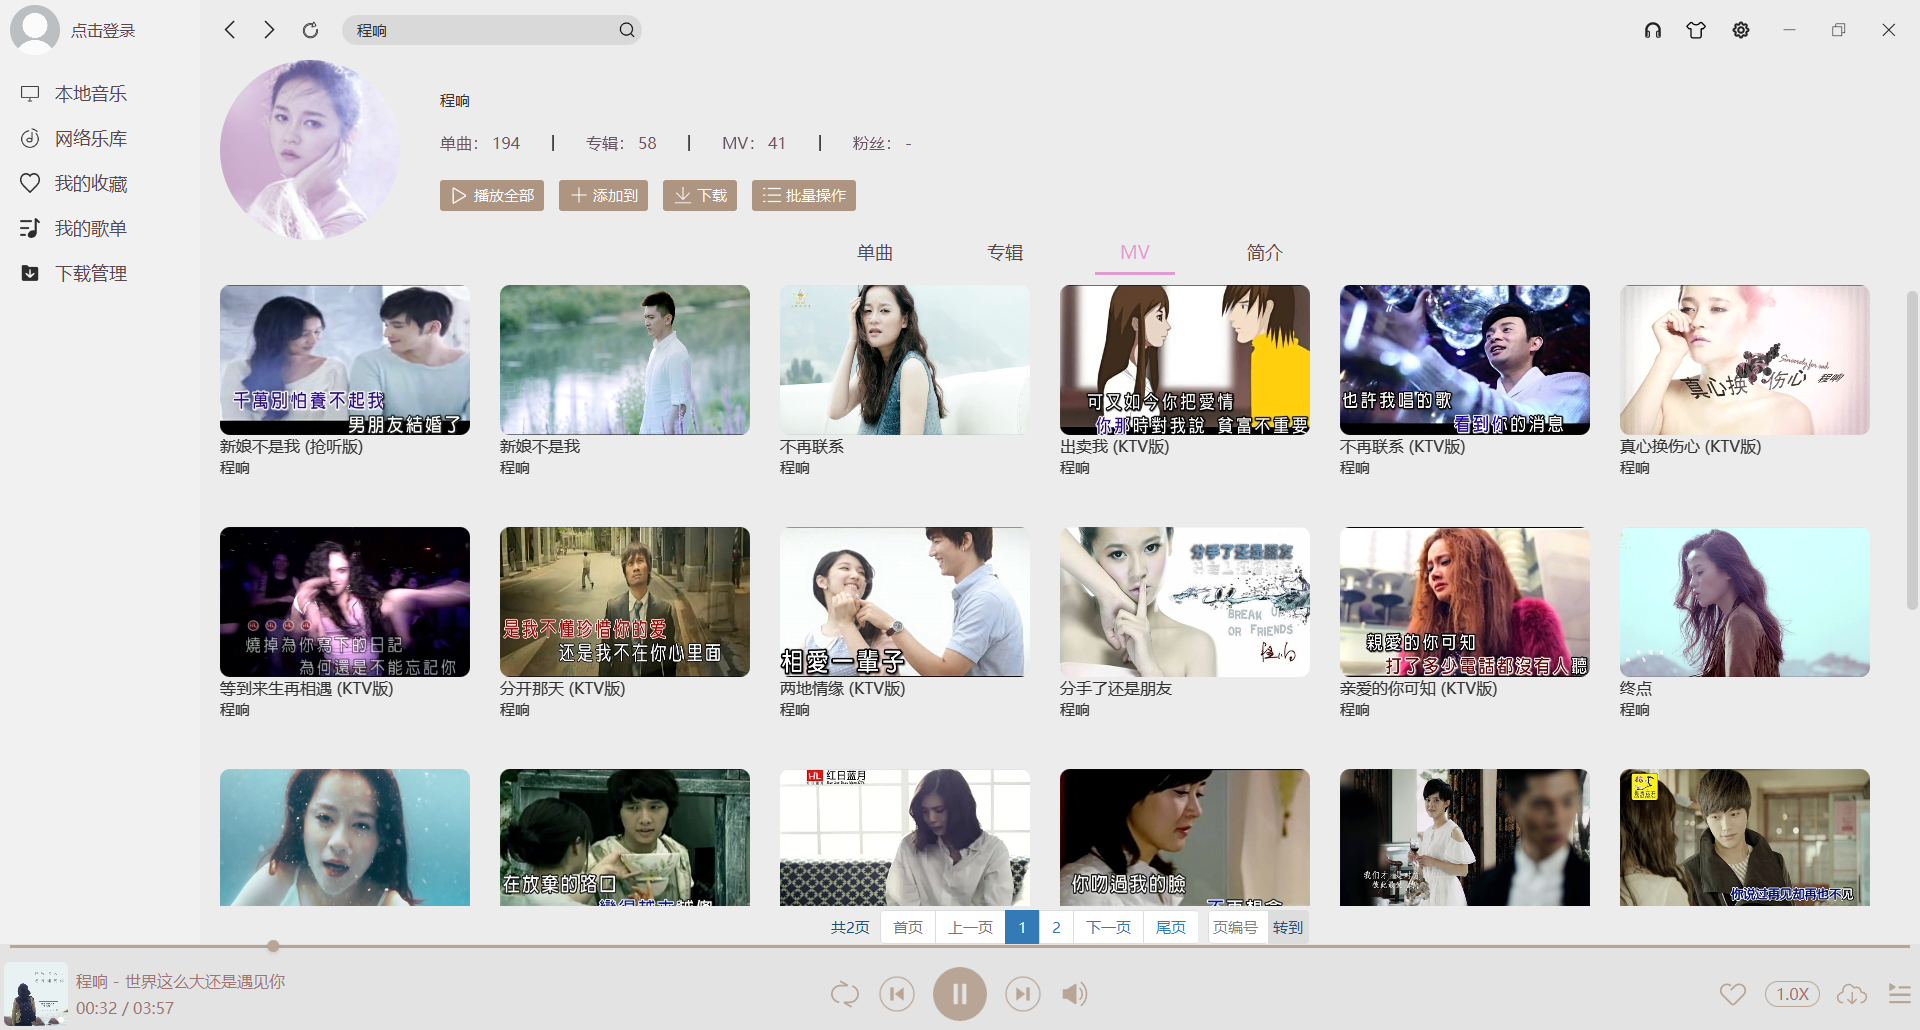 点击登录
程响
本地音乐
网络乐库
我的收藏
我的歌单
下载管理
程响
单曲： 194 | 专辑： 58 | MV： 41 | 粉丝： -
播放全部 添加到 下载 批量操作
单曲 专辑 MV 简介
千萬別怕養不起我
男朋友結婚了
新娘不是我 (抢听版)
程响
新娘不是我
程响
不再联系
程响
可又如今你把愛情
你那時對我說 貧富不重要
出卖我 (KTV版)
程响
也許我唱的歌
看到你的消息
不再联系 (KTV版)
程响
Sincerely for sad
真心换 伤心 程响
真心换伤心 (KTV版)
程响
燒掉為你寫下的日記
為何還是不能忘記你
等到来生再相遇 (KTV版)
程响
是我不懂珍惜你的爱
还是我不在你心里面
分开那天 (KTV版)
程响
相愛一輩子
两地情缘 (KTV版)
程响
分手了还是朋友
BREAK UP
OR FRIENDS
程响
分手了还是朋友
程响
親愛的你可知
打了多少電話都沒有人聽
亲爱的你可知 (KTV版)
程响
终点
程响
在放棄的路口
HL 红日蓝月
你吻過我的臉
不再想念
你说过再见却再也不见
共2页 首页 上一页 1 2 下一页 尾页 页编号 转到
程响 - 世界这么大还是遇见你
00:32 / 03:57
1.0X